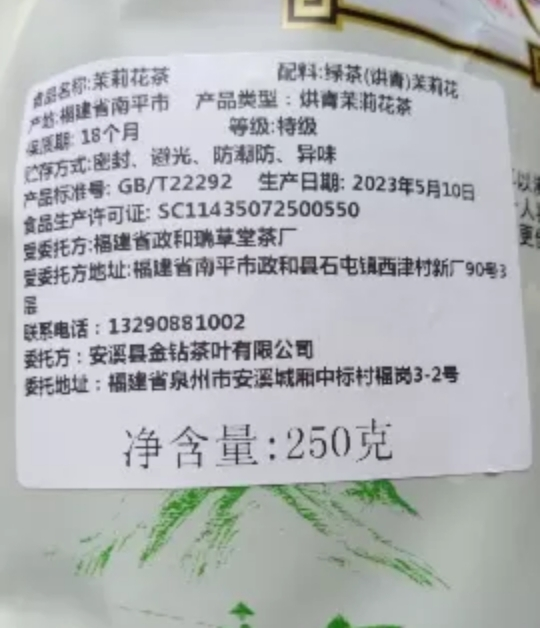 食品名称:茉莉花茶 配料:绿茶(烘青)茉莉花
产地:福建省南平市 产品类型：烘青茉莉花茶
保质期: 18个月 等级:特级
贮存方式:密封、避光、防潮防、异味
产品标准号: GB/T22292 生产日期: 2023年5月10日
食品生产许可证: SC11435072500550
受委托方:福建省政和瑞草堂茶厂
受委托方地址:福建省南平市政和县石屯镇西津村新厂90号3
层
联系电话：13290881002
委托方：安溪县金钻茶叶有限公司
委托地址：福建省泉州市安溪城厢中标村福岗3-2号
净含量:250克
以
人
更